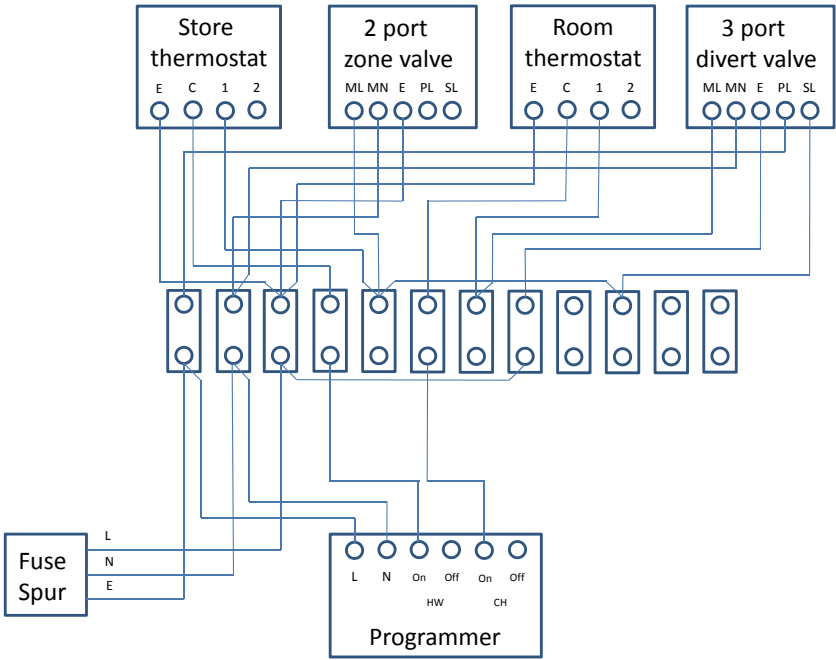 Store
thermostat
E C 1 2
2 port
zone valve
ML MN E PL SL
Room
thermostat
E C 1 2
3 port
divert valve
ML MN E PL SL
Fuse
Spur
L
N
E
L N On Off On Off
HW CH
Programmer